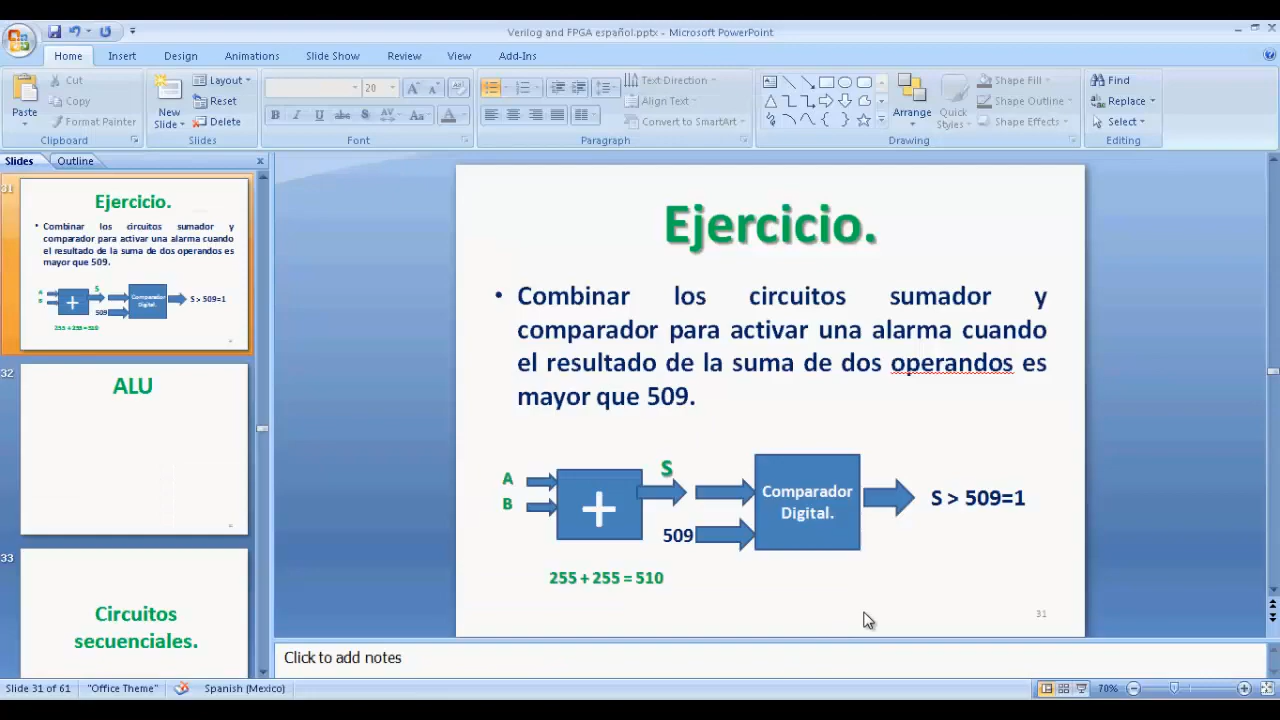 Verilog and FPGA español.pptx - Microsoft PowerPoint
Home Insert Design Animations Slide Show Review View Add-Ins
Paste
Cut
Copy
Format Painter
Clipboard
New Slide
Layout
Reset
Delete
Slides
20
Font
Text Direction
Align Text
Convert to SmartArt
Paragraph
Arrange
Quick Styles
Shape Fill
Shape Outline
Shape Effects
Drawing
Find
Replace
Select
Editing
Slides Outline
31
Ejercicio.
• Combinar los circuitos sumador y
comparador para activar una alarma cuando
el resultado de la suma de dos operandos es
mayor que 509.
A
B
+
S
509
Comparador
Digital.
S > 509=1
255 + 255 = 510
32
ALU
33
Circuitos
secuenciales.
Ejercicio.
• Combinar los circuitos sumador y
comparador para activar una alarma cuando
el resultado de la suma de dos operandos es
mayor que 509.
A
B
+
S
509
Comparador
Digital.
S > 509=1
255 + 255 = 510
31
Click to add notes
Slide 31 of 61 "Office Theme" Spanish (Mexico) 70%